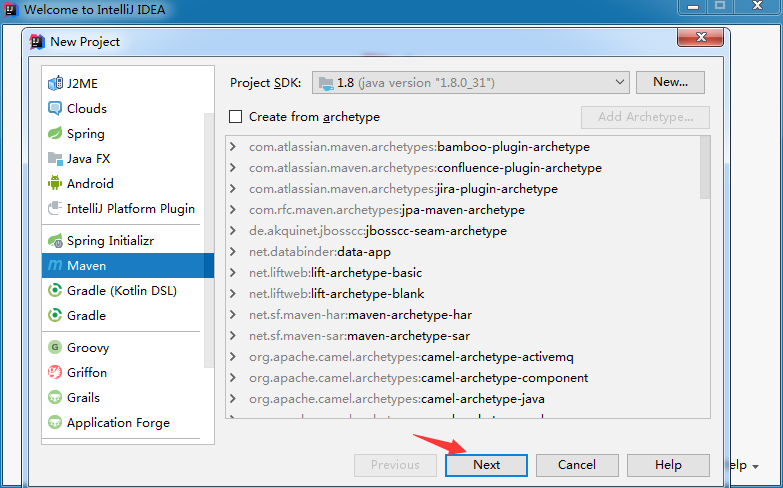 Welcome to IntelliJ IDEA
New Project
J2ME
Clouds
Spring
Java FX
Android
IntelliJ Platform Plugin
Spring Initializr
Maven
Gradle (Kotlin DSL)
Gradle
Groovy
Griffon
Grails
Application Forge
Project SDK: 1.8 (java version "1.8.0_31") New...
Create from archetype Add Archetype...
com.atlassian.maven.archetypes:bamboo-plugin-archetype
com.atlassian.maven.archetypes:confluence-plugin-archetype
com.atlassian.maven.archetypes:jira-plugin-archetype
com.rfc.maven.archetypes:jpa-maven-archetype
de.akquinet.jbosscc:jbosscc-seam-archetype
net.databinder:data-app
net.liftweb:lift-archetype-basic
net.liftweb:lift-archetype-blank
net.sf.maven-har:maven-archetype-har
net.sf.maven-sar:maven-archetype-sar
org.apache.camel.archetypes:camel-archetype-activemq
org.apache.camel.archetypes:camel-archetype-component
org.apache.camel.archetypes:camel-archetype-java
Previous Next Cancel Help elp